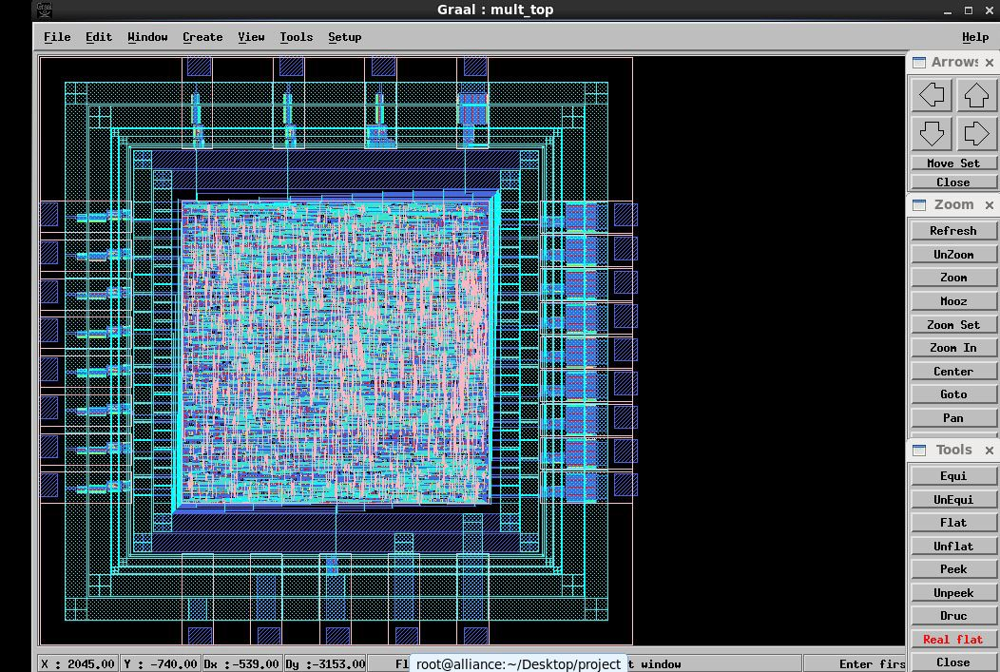 Graal : mult_top
File Edit Window Create View Tools Setup Help
Arrows
Move Set
Close
Zoom
Refresh
UnZoom
Zoom
Mooz
Zoom Set
Zoom In
Center
Goto
Pan
Tools
Equi
UnEqui
Flat
Unflat
Peek
Unpeek
Druc
Real flat
Close
X : 2045.00 Y : -740.00 Dx :-539.00 Dy :-3153.00 Fl t window Enter firs
root@alliance:~/Desktop/project